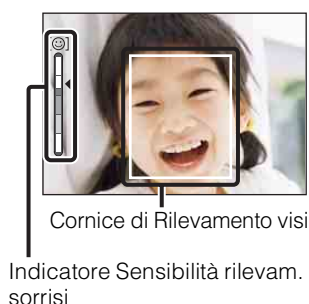 Cornice di Rilevamento visi
Indicatore Sensibilità rilevam.
sorrisi